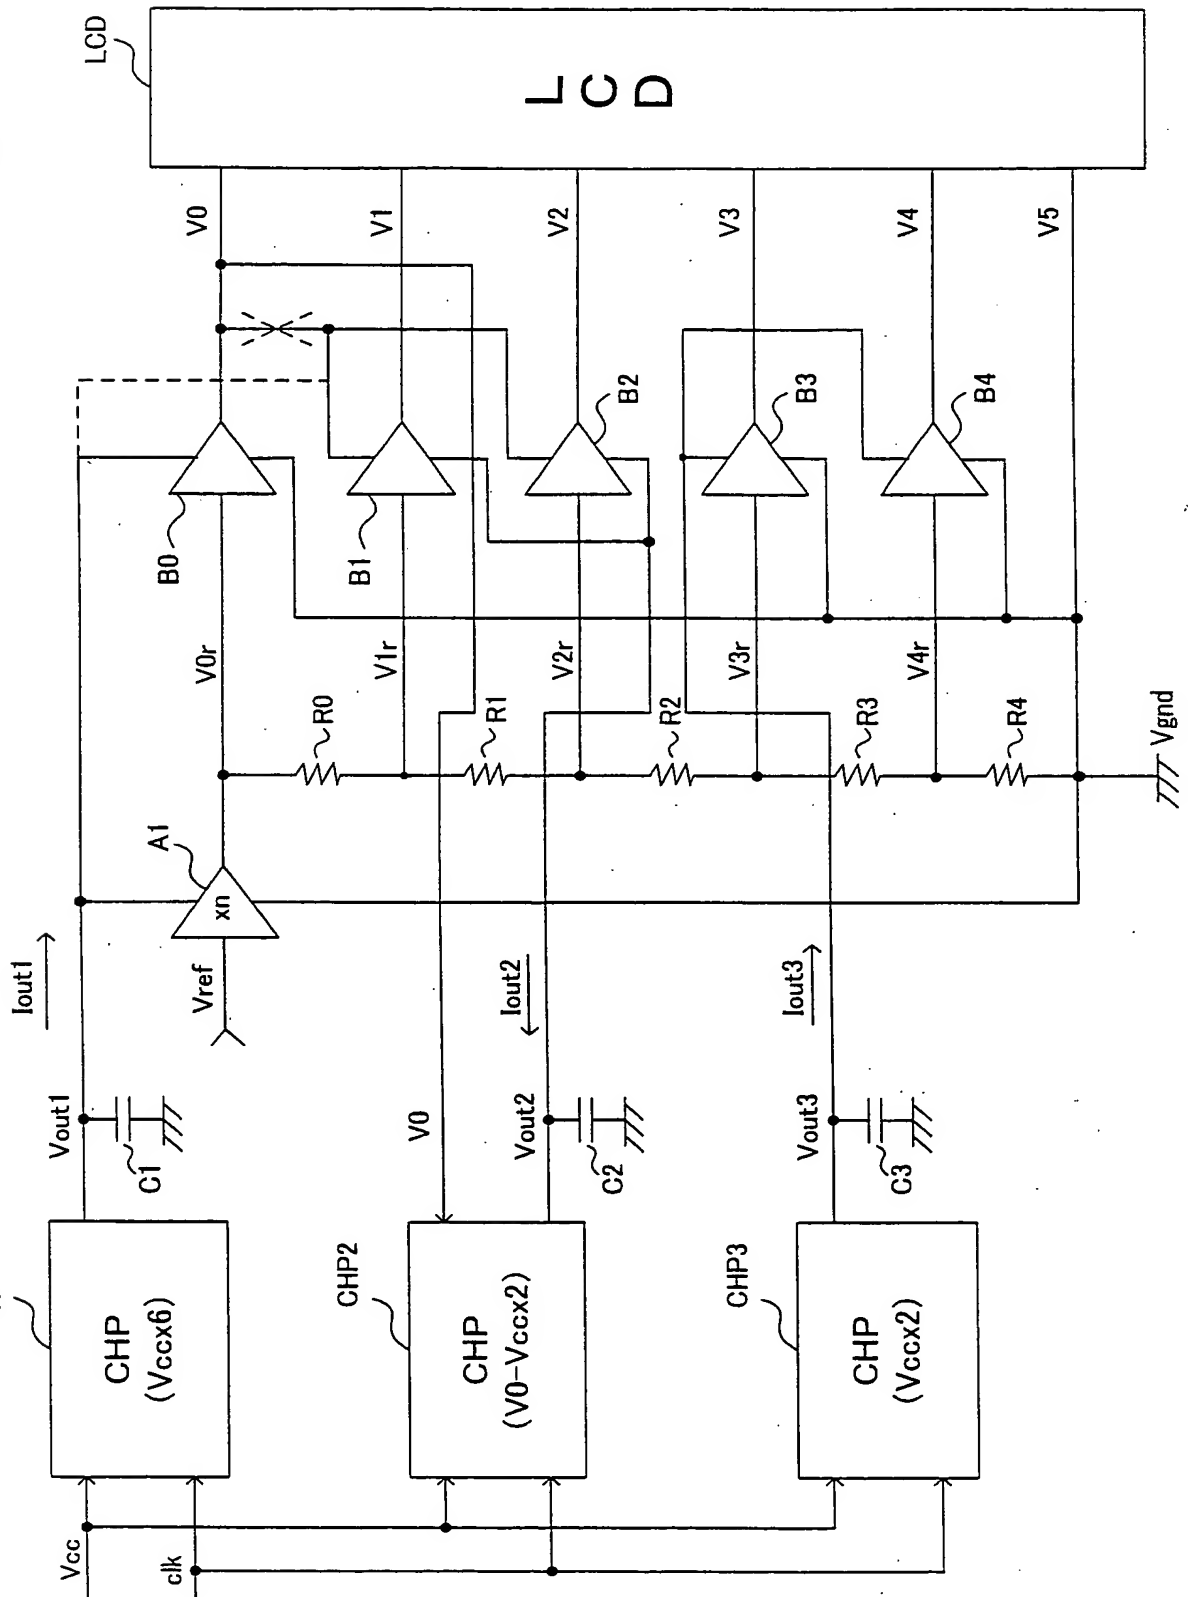 LCD
LCD
V0
V1
V2
V3
V4
V5
B0
B1
B2
B3
B4
V0r
V1r
V2r
V3r
V4r
R0
R1
R2
R3
R4
Vgnd
A1
xn
Vref
Iout1
Iout2
Iout3
Vout1
V0
Vout2
Vout3
C1
C2
C3
CHP
(Vccx6)
CHP2
CHP
(V0-Vccx2)
CHP3
CHP
(Vccx2)
Vcc
clk